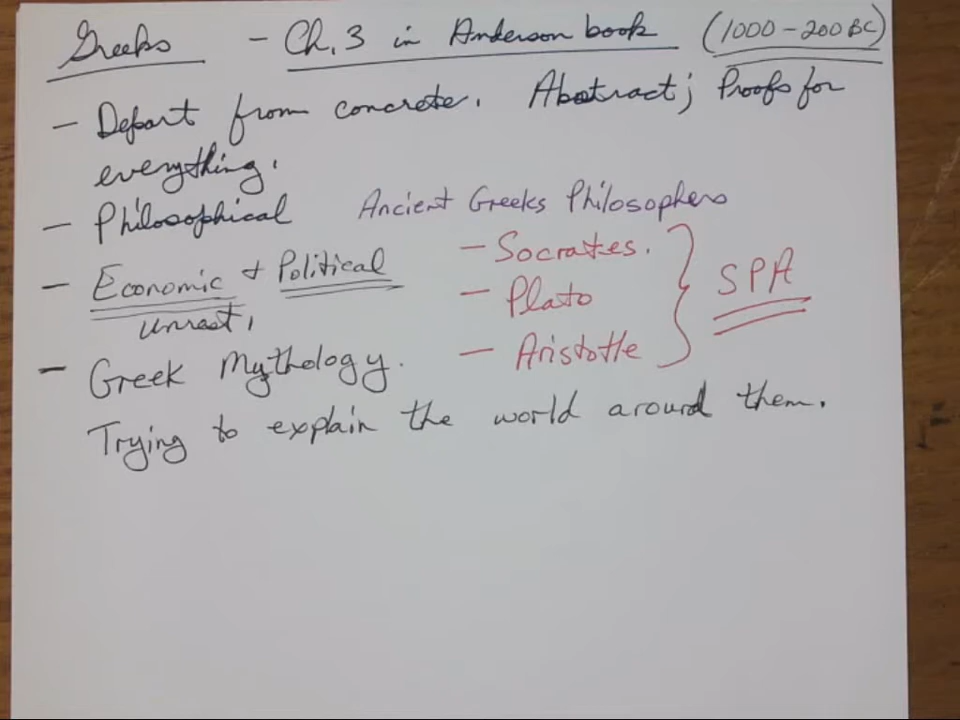 Greeks - Ch. 3 in Anderson book (1000-200 BC)
- Depart from concrete. Abstract; Proofs for
everything.
- Philosophical Ancient Greeks Philosophers
- Socrates.
- Economic & Political
- Plato
SPA
unrest,
- Aristotle
- Greek Mythology.
Trying to explain the world around them.